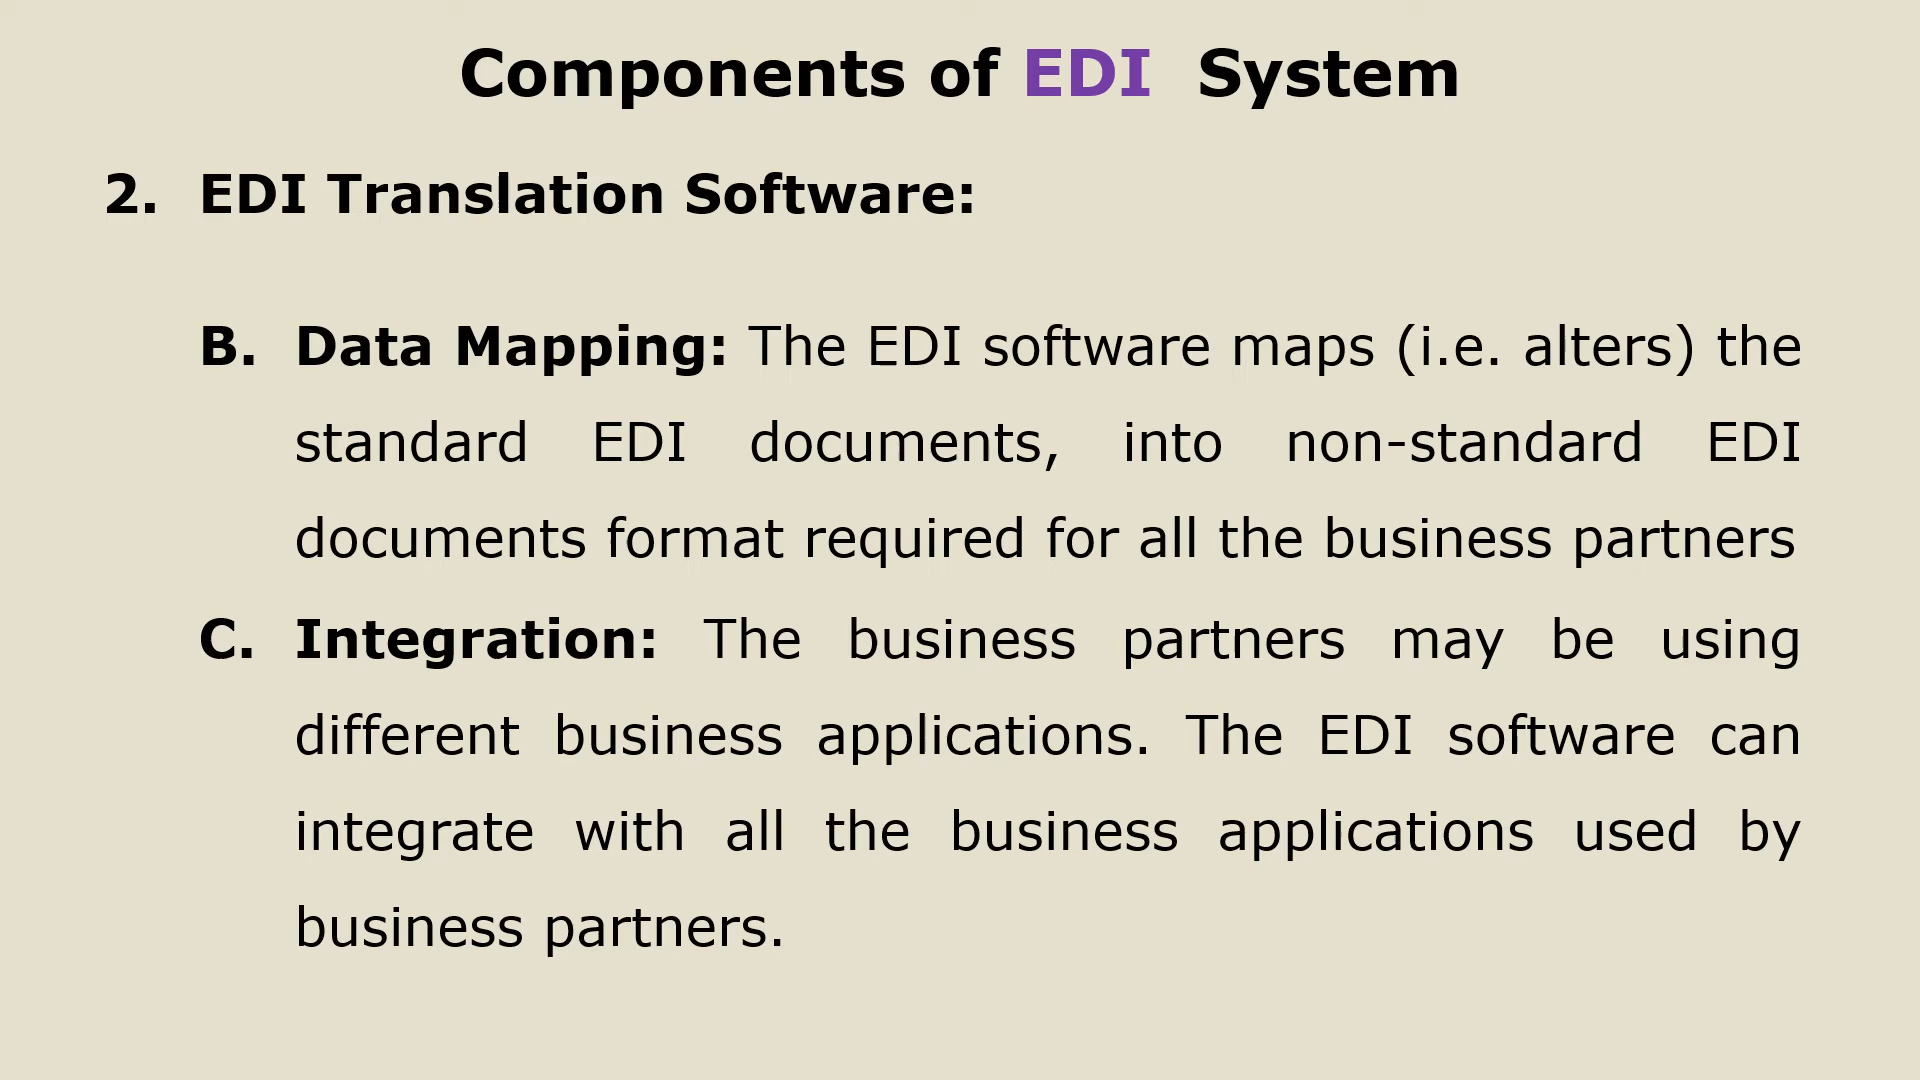 Components of EDI System
2. EDI Translation Software:
B. Data Mapping: The EDI software maps (i.e. alters) the
standard EDI documents, into non-standard EDI
documents format required for all the business partners
C. Integration: The business partners may be using
different business applications. The EDI software can
integrate with all the business applications used by
business partners.